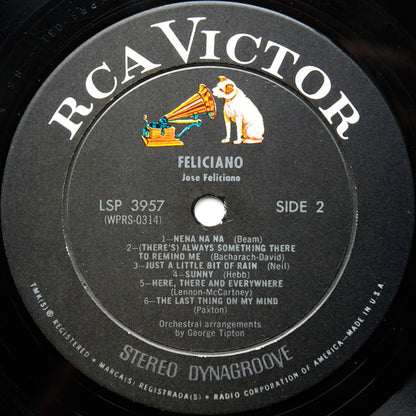 RCA VICTOR
FELICIANO
Jose Feliciano
LSP 3957
SIDE 2
(WPRS-0314)
1—NENA NA NA (Beam)
2—(THERE'S) ALWAYS SOMETHING THERE
TO REMIND ME (Bacharach-David)
3—JUST A LITTLE BIT OF RAIN (Neil)
4—SUNNY (Hebb)
5—HERE, THERE AND EVERYWHERE
(Lennon-McCartney)
6—THE LAST THING ON MY MIND
(Paxton)
Orchestral arrangements
by George Tipton
STEREO DYNAGROOVE
TMK(S) ® REGISTERED • MARCA(S) REGISTRADA(S) • RADIO CORPORATION OF AMERICA—MADE IN U.S.A.